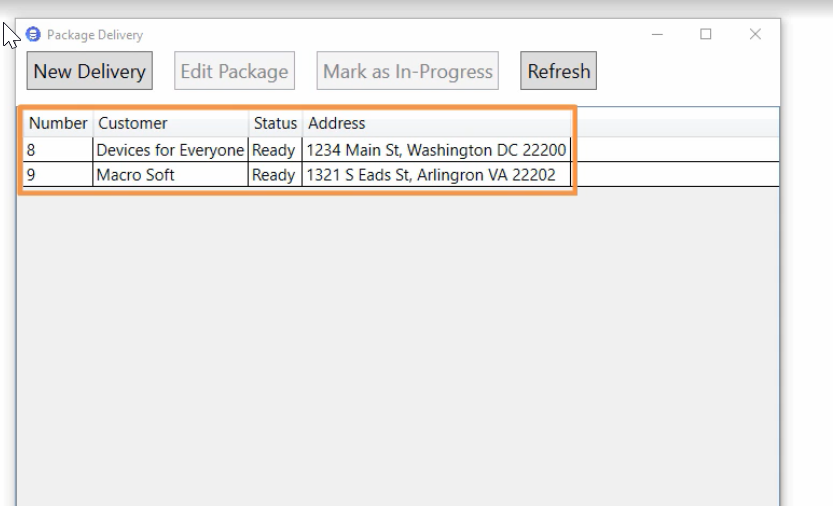 Package Delivery
New Delivery Edit Package Mark as In-Progress Refresh
Number Customer Status Address
8 Devices for Everyone Ready 1234 Main St, Washington DC 22200
9 Macro Soft Ready 1321 S Eads St, Arlingron VA 22202